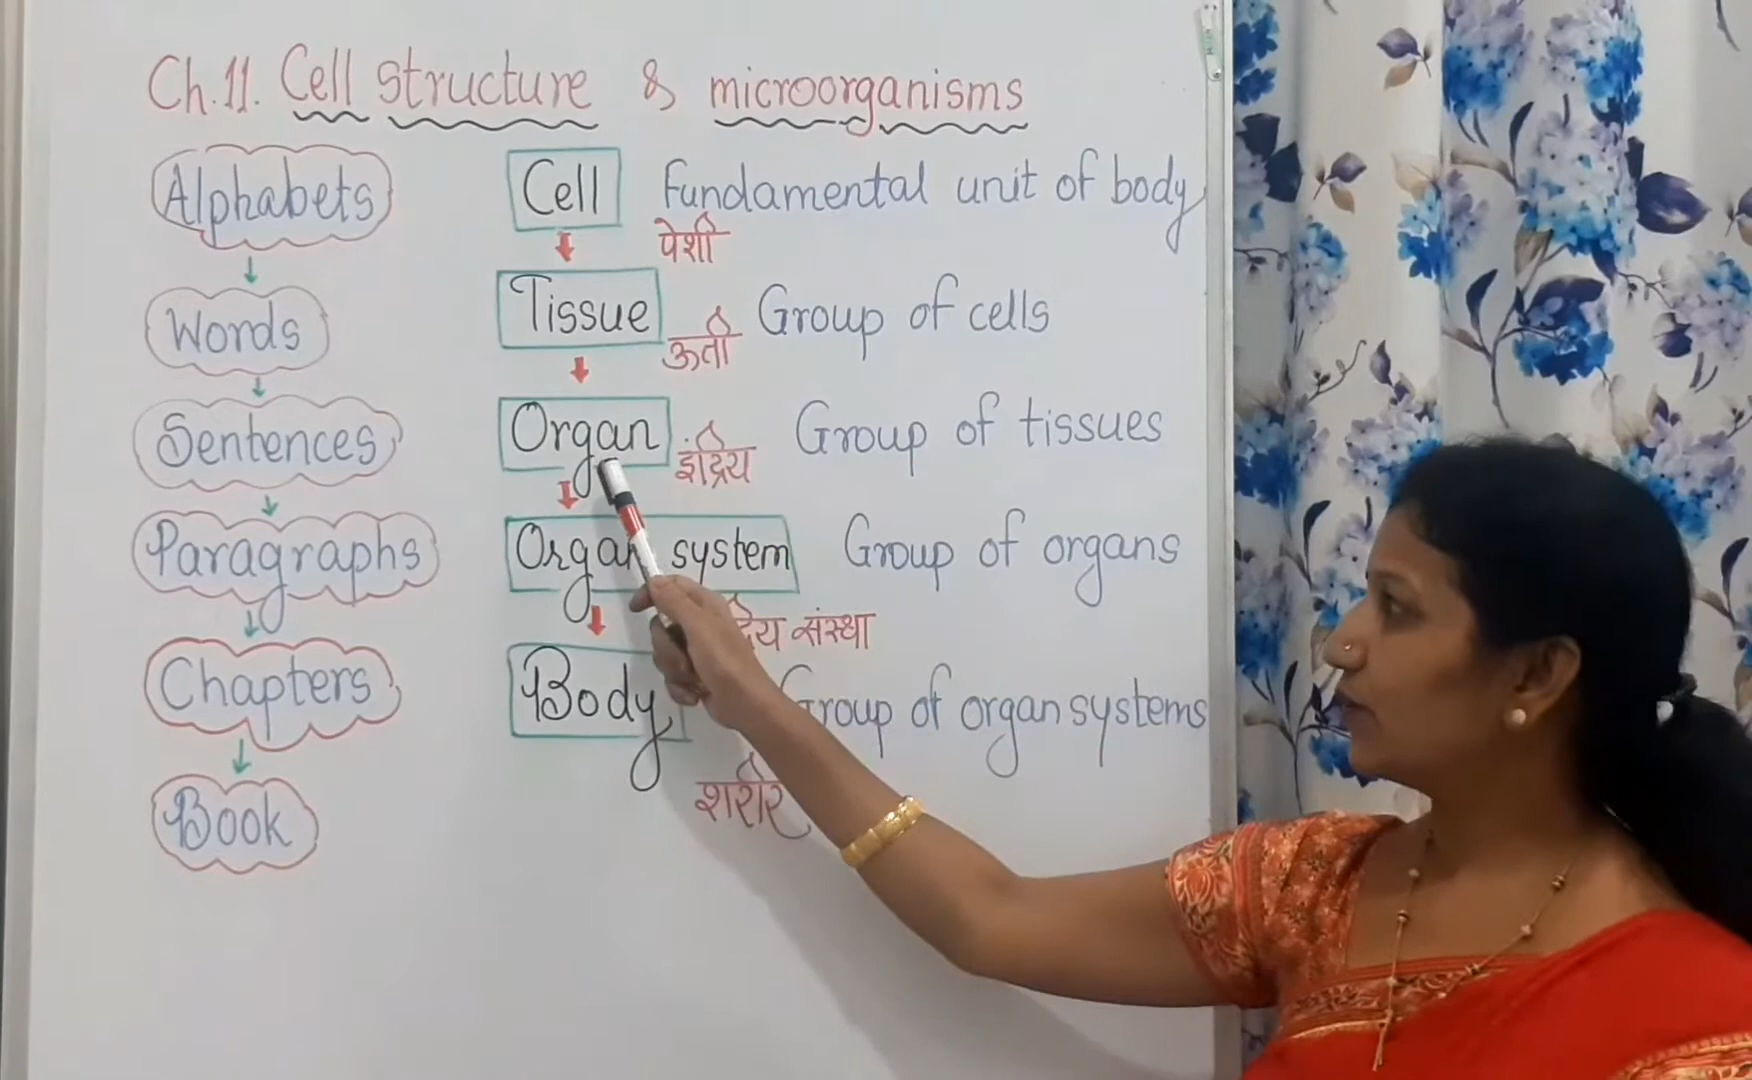 Ch.11. Cell structure & microorganisms
Alphabets
Words
Sentences
Paragraphs
Chapters
Book
Cell Fundamental unit of body
पेशी
Tissue Group of cells
ऊती
Organ Group of tissues
इंद्रिय
Organ system Group of organs
संस्था
Body Group of organ systems
शरीर